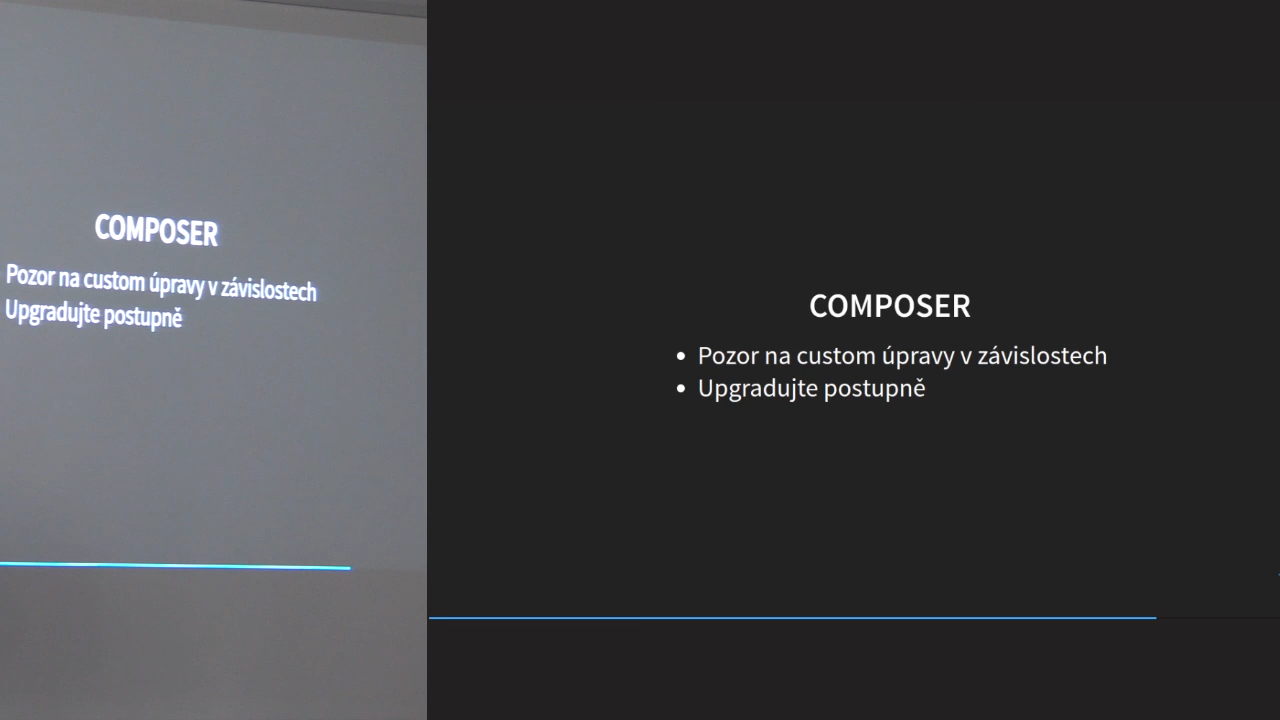 COMPOSER
Pozor na custom úpravy v závislostech
Upgradujte postupně
COMPOSER
• Pozor na custom úpravy v závislostech
• Upgradujte postupně